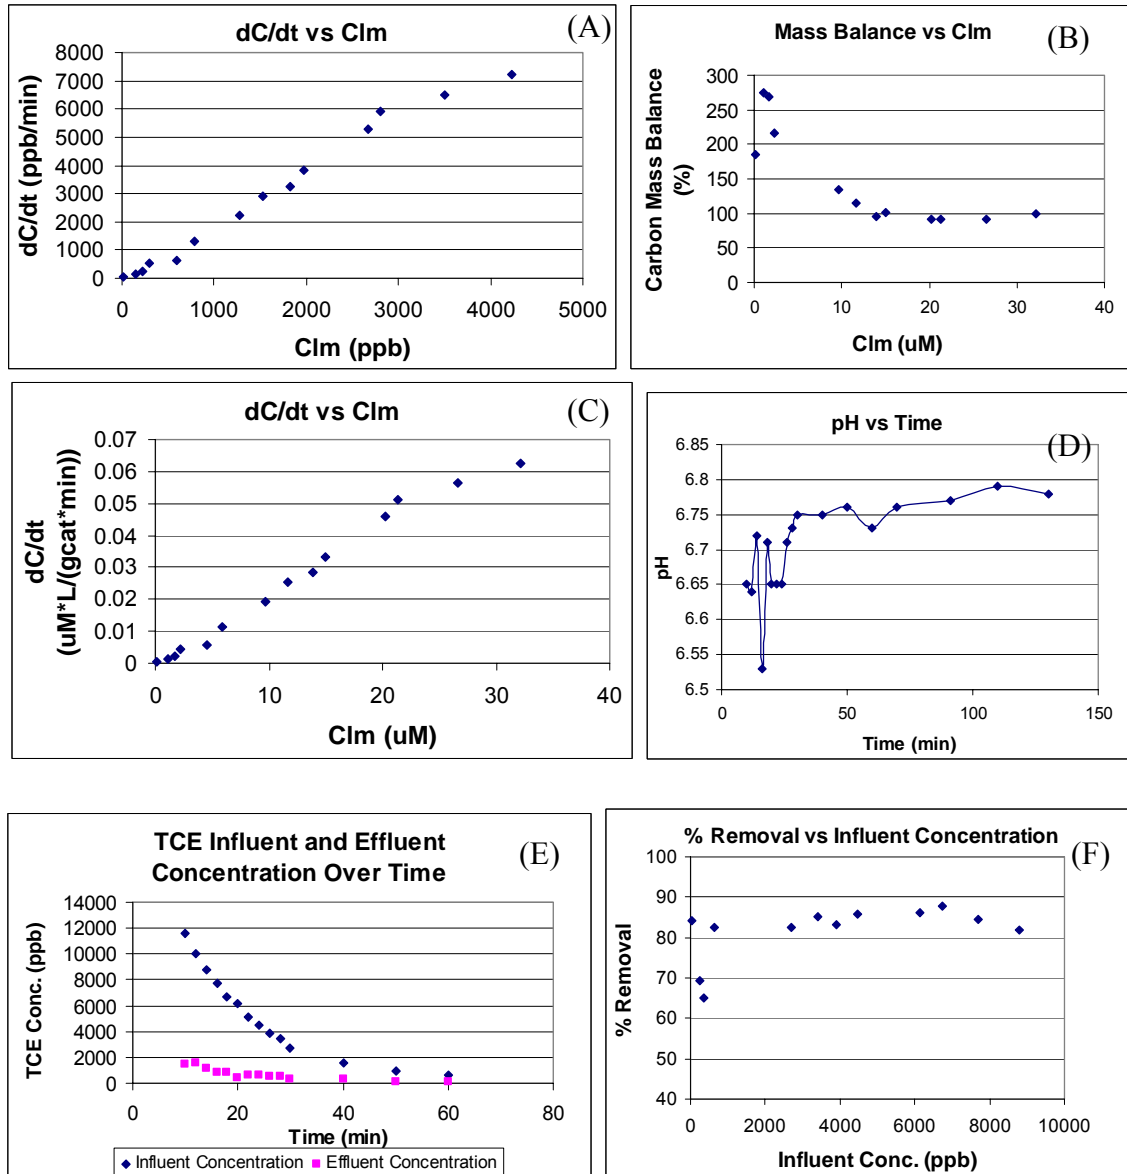 dC/dt vs Clm
(A)
8000
7000
6000
5000
4000
3000
2000
1000
0
dC/dt (ppb/min)
0 1000 2000 3000 4000 5000
Clm (ppb)
Mass Balance vs Clm
(B)
300
250
200
150
100
50
0
Carbon Mass Balance
(%)
0 10 20 30 40
Clm (uM)
dC/dt vs Clm
(C)
0.07
0.06
0.05
0.04
0.03
0.02
0.01
0
dC/dt
(uM*L/(gcat*min))
0 10 20 30 40
Clm (uM)
pH vs Time
(D)
6.85
6.8
6.75
6.7
6.65
6.6
6.55
6.5
pH
0 50 100 150
Time (min)
TCE Influent and Effluent
Concentration Over Time
(E)
14000
12000
10000
8000
6000
4000
2000
0
TCE Conc. (ppb)
0 20 40 60 80
Time (min)
Influent Concentration Effluent Concentration
% Removal vs Influent Concentration
(F)
100
90
80
70
60
50
40
% Removal
0 2000 4000 6000 8000 10000
Influent Conc. (ppb)